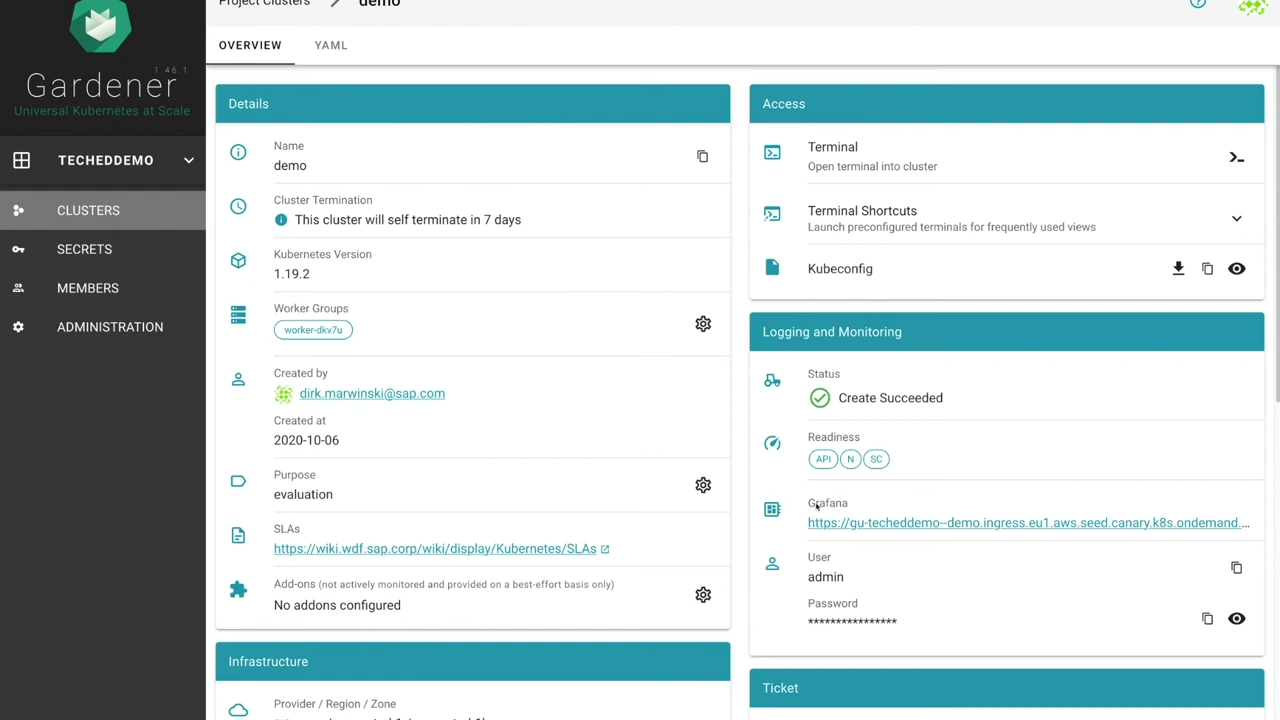 Project Clusters / demo
OVERVIEW
YAML
1.46.1
Gardener
Universal Kubernetes at Scale
TECHEDDEMO
CLUSTERS
SECRETS
MEMBERS
ADMINISTRATION
Details
Name
demo
Cluster Termination
This cluster will self terminate in 7 days
Kubernetes Version
1.19.2
Worker Groups
worker-dkv7u
Created by
dirk.marwinski@sap.com
Created at
2020-10-06
Purpose
evaluation
SLAs
https://wiki.wdf.sap.corp/wiki/display/Kubernetes/SLAs
Add-ons (not actively monitored and provided on a best-effort basis only)
No addons configured
Infrastructure
Provider / Region / Zone
Access
Terminal
Open terminal into cluster
Terminal Shortcuts
Launch preconfigured terminals for frequently used views
Kubeconfig
Logging and Monitoring
Status
Create Succeeded
Readiness
API N SC
Grafana
https://gu-techeddemo--demo.ingress.eu1.aws.seed.canary.k8s.ondemand....
User
admin
Password
****************
Ticket